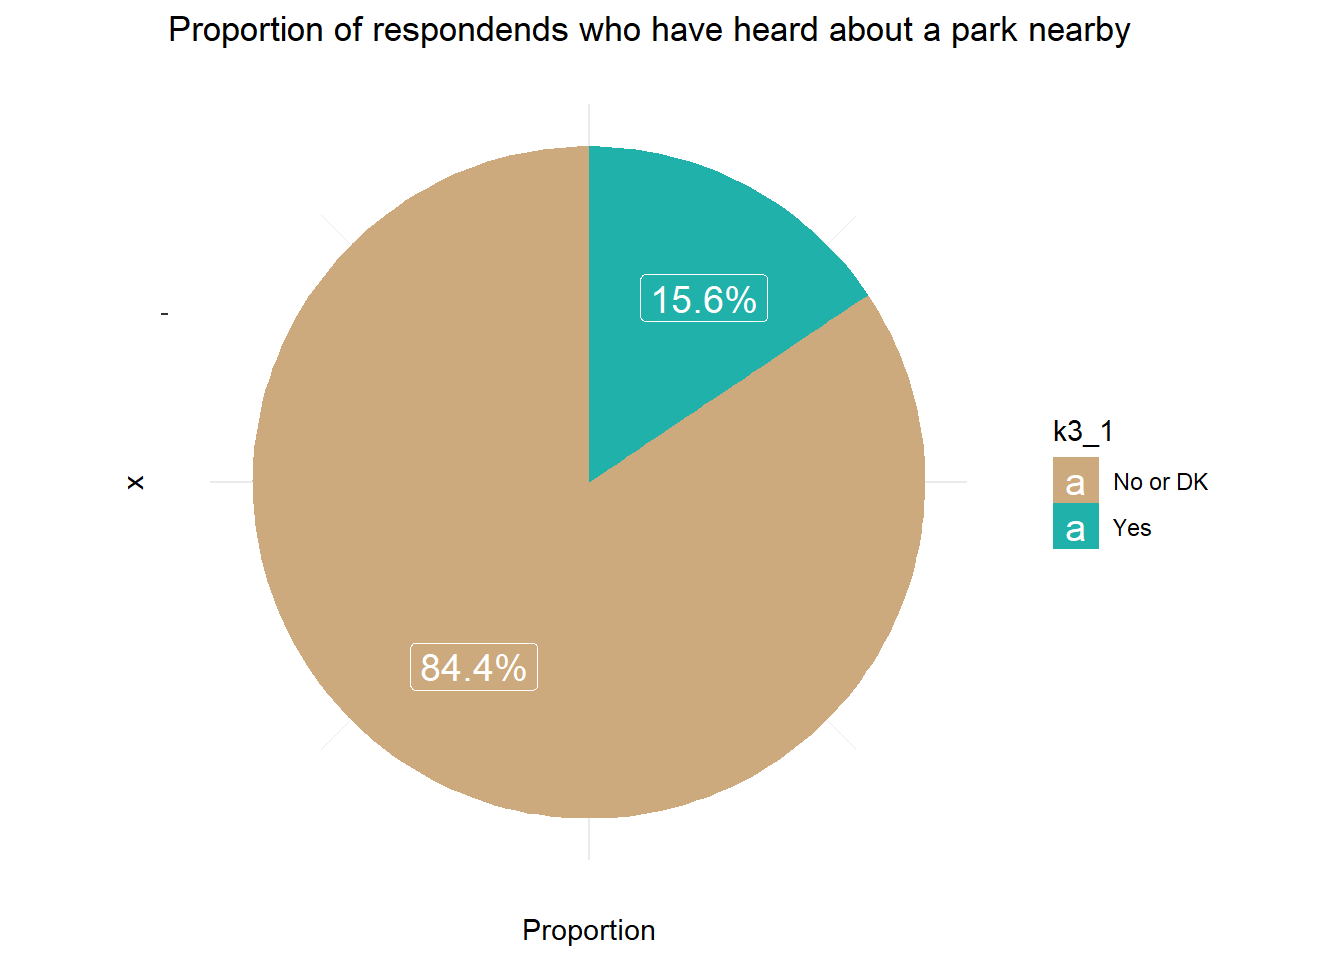 Proportion of respondends who have heard about a park nearby
15.6%
84.4%
x
Proportion
k3_1
a No or DK
a Yes